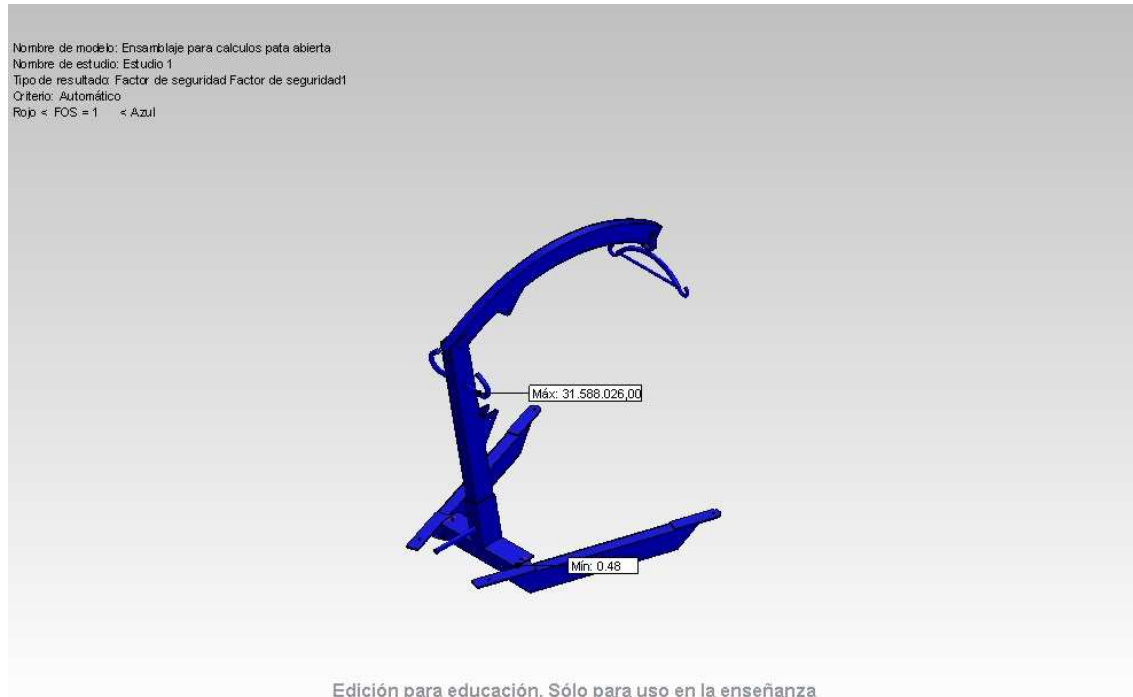 Nombre de modelo: Ensamblaje para calculos pata abierta
Nombre de estudio: Estudio 1
Tipo de resultado: Factor de seguridad Factor de seguridad1
Criterio: Automático
Rojo < FOS = 1 < Azul
Máx: 31.588.026,00
Mín: 0.48
Edición para educación. Sólo para uso en la enseñanza